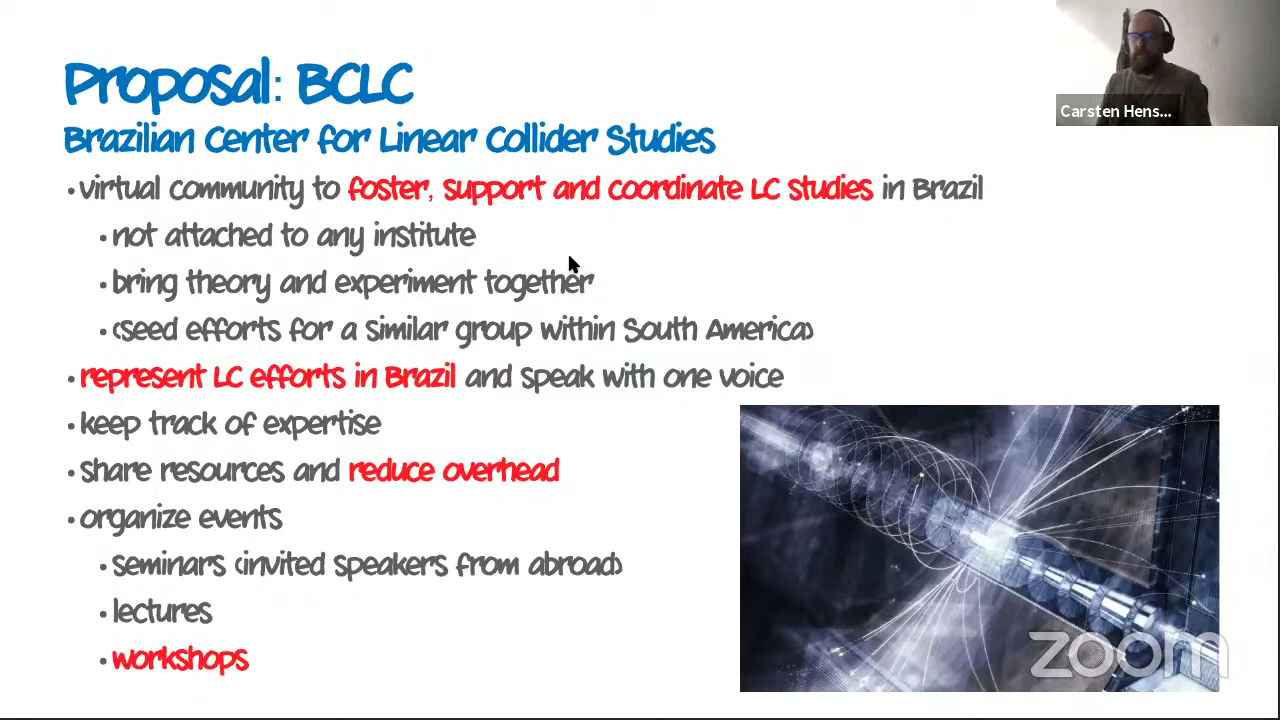 Proposal: BCLC
Brazilian Center for Linear Collider Studies
• virtual community to foster, support and coordinate LC studies in Brazil
• not attached to any institute
• bring theory and experiment together
• (seed efforts for a similar group within South America)
• represent LC efforts in Brazil and speak with one voice
• keep track of expertise
• share resources and reduce overhead
• organize events
• seminars (invited speakers from abroad)
• lectures
• workshops
Carsten Hens...
zoom